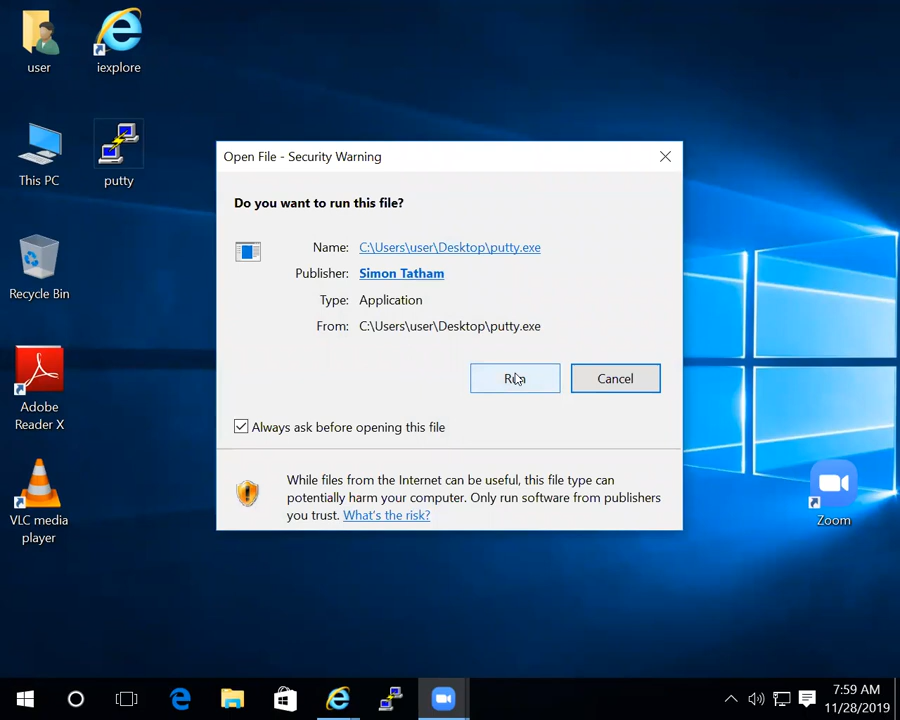 user
iexplore
This PC
putty
Recycle Bin
Adobe
Reader X
VLC media
player
Open File - Security Warning
Do you want to run this file?
Name: C:\Users\user\Desktop\putty.exe
Publisher: Simon Tatham
Type: Application
From: C:\Users\user\Desktop\putty.exe
Run Cancel
Always ask before opening this file
While files from the Internet can be useful, this file type can
potentially harm your computer. Only run software from publishers
you trust. What's the risk?
Zoom
7:59 AM
11/28/2019